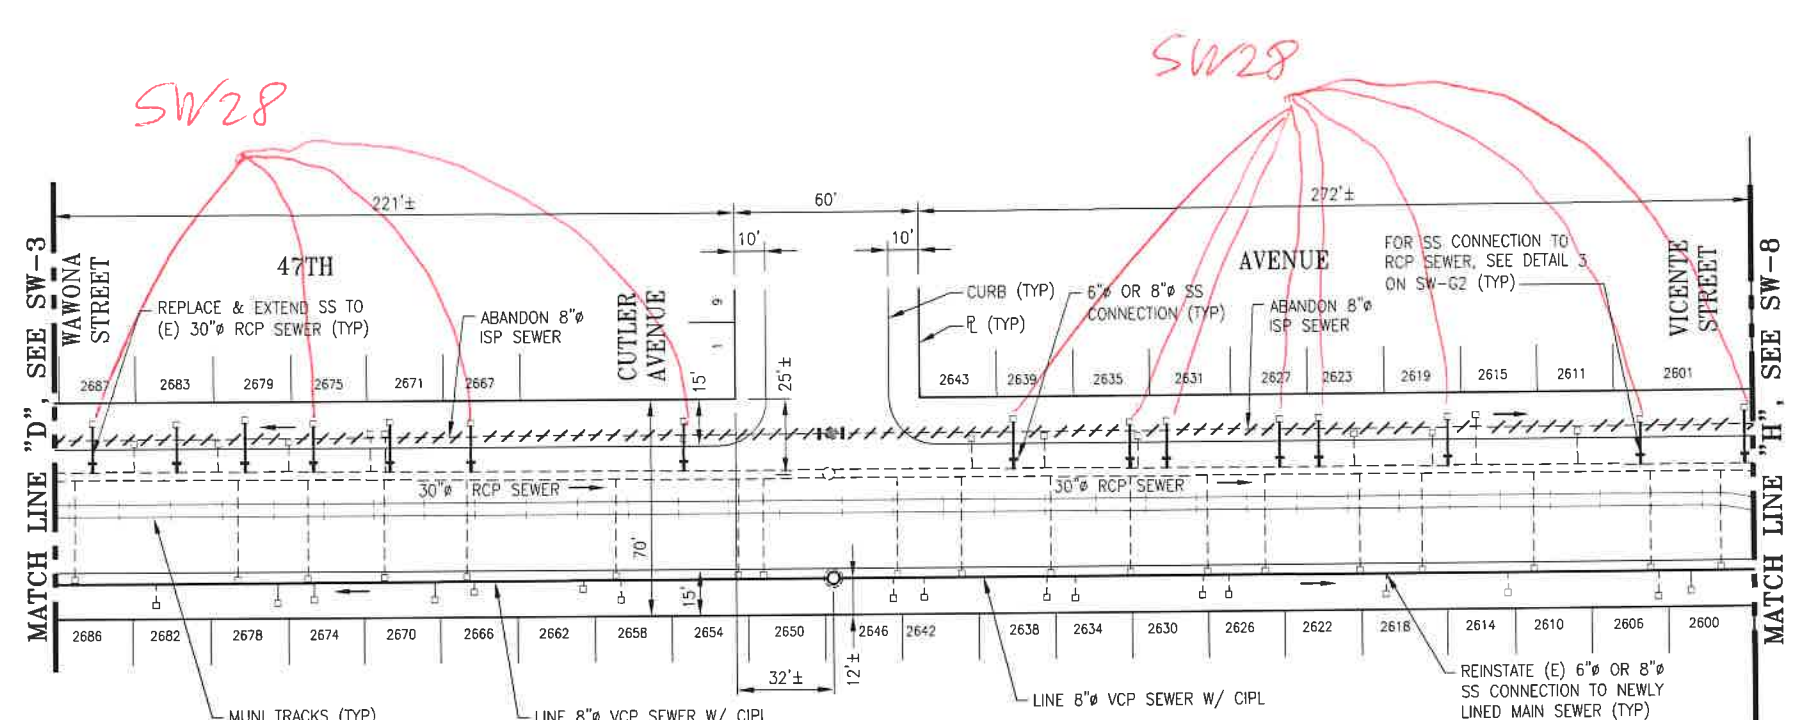 SW28
SW28
221'±
60'
272'±
10'
10'
MATCH LINE "D", SEE SW-3
WAWONA
STREET
47TH
REPLACE & EXTEND SS TO
(E) 30"ø RCP SEWER (TYP)
ABANDON 8"ø
ISP SEWER
CUTLER
AVENUE
1 9
15'
25'±
CURB (TYP)
PL (TYP)
6"ø OR 8"ø SS
CONNECTION (TYP)
AVENUE
ABANDON 8"ø
ISP SEWER
FOR SS CONNECTION TO
RCP SEWER, SEE DETAIL 3
ON SW-G2 (TYP)
VICENTE
STREET
MATCH LINE "H", SEE SW-8
2687 2683 2679 2675 2671 2667
2643 2639 2635 2631 2627 2623 2619 2615 2611 2601
30"ø RCP SEWER
30"ø RCP SEWER
70'
15'
12'±
2686 2682 2678 2674 2670 2666 2662 2658 2654 2650 2646 2642 2638 2634 2630 2626 2622 2618 2614 2610 2606 2600
32'±
MUNI TRACKS (TYP)
LINE 8"ø VCP SEWER W/ CIPL
LINE 8"ø VCP SEWER W/ CIPL
REINSTATE (E) 6"ø OR 8"ø
SS CONNECTION TO NEWLY
LINED MAIN SEWER (TYP)